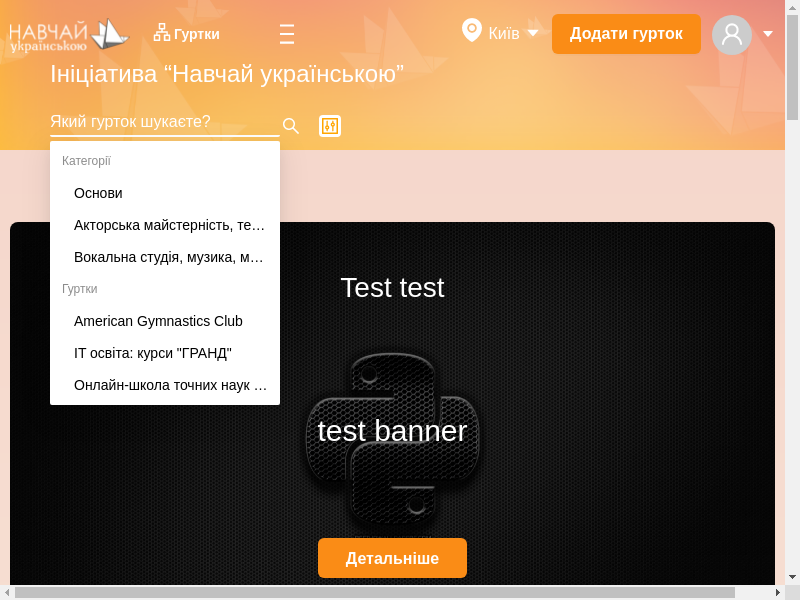 НАВЧАЙ
українською
Гуртки
Київ
Додати гурток
Ініціатива “Навчай українською”
Який гурток шукаєте?
Категорії
Основи
Акторська майстерність, те…
Вокальна студія, музика, м…
Гуртки
American Gymnastics Club
IT освіта: курси "ГРАНД"
Онлайн-школа точних наук …
Test test
test banner
Детальніше